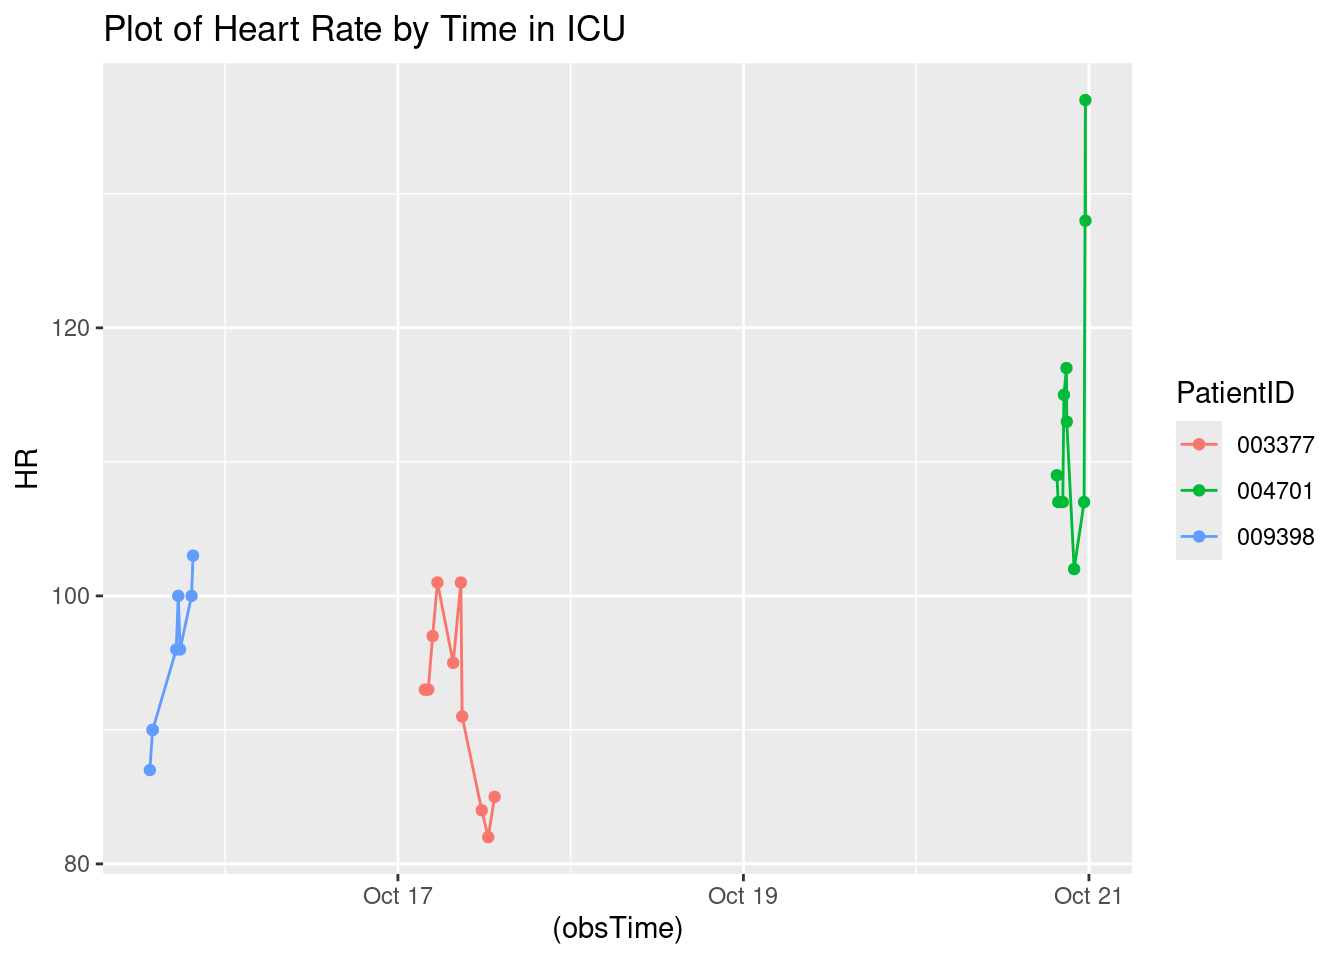 Plot of Heart Rate by Time in ICU
HR
120
100
80
Oct 17
Oct 19
Oct 21
(obsTime)
PatientID
003377
004701
009398